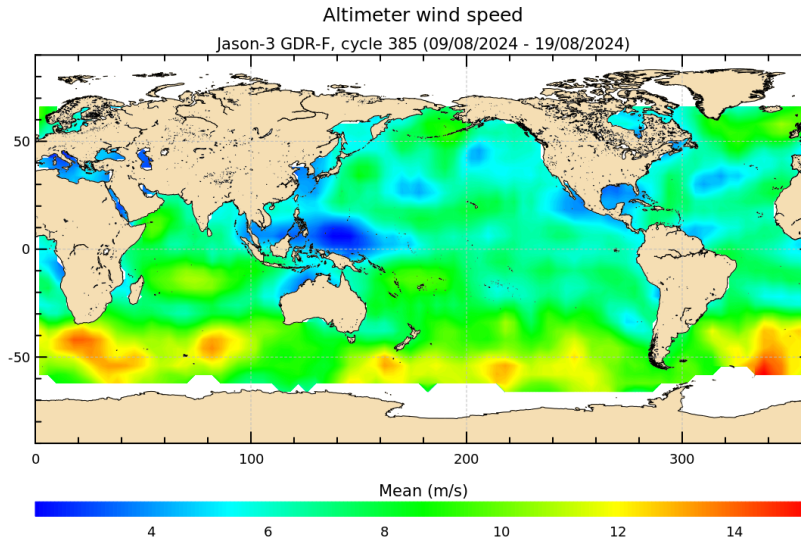 Altimeter wind speed
Jason-3 GDR-F, cycle 385 (09/08/2024 - 19/08/2024)
50
0
-50
0 100 200 300
Mean (m/s)
4 6 8 10 12 14